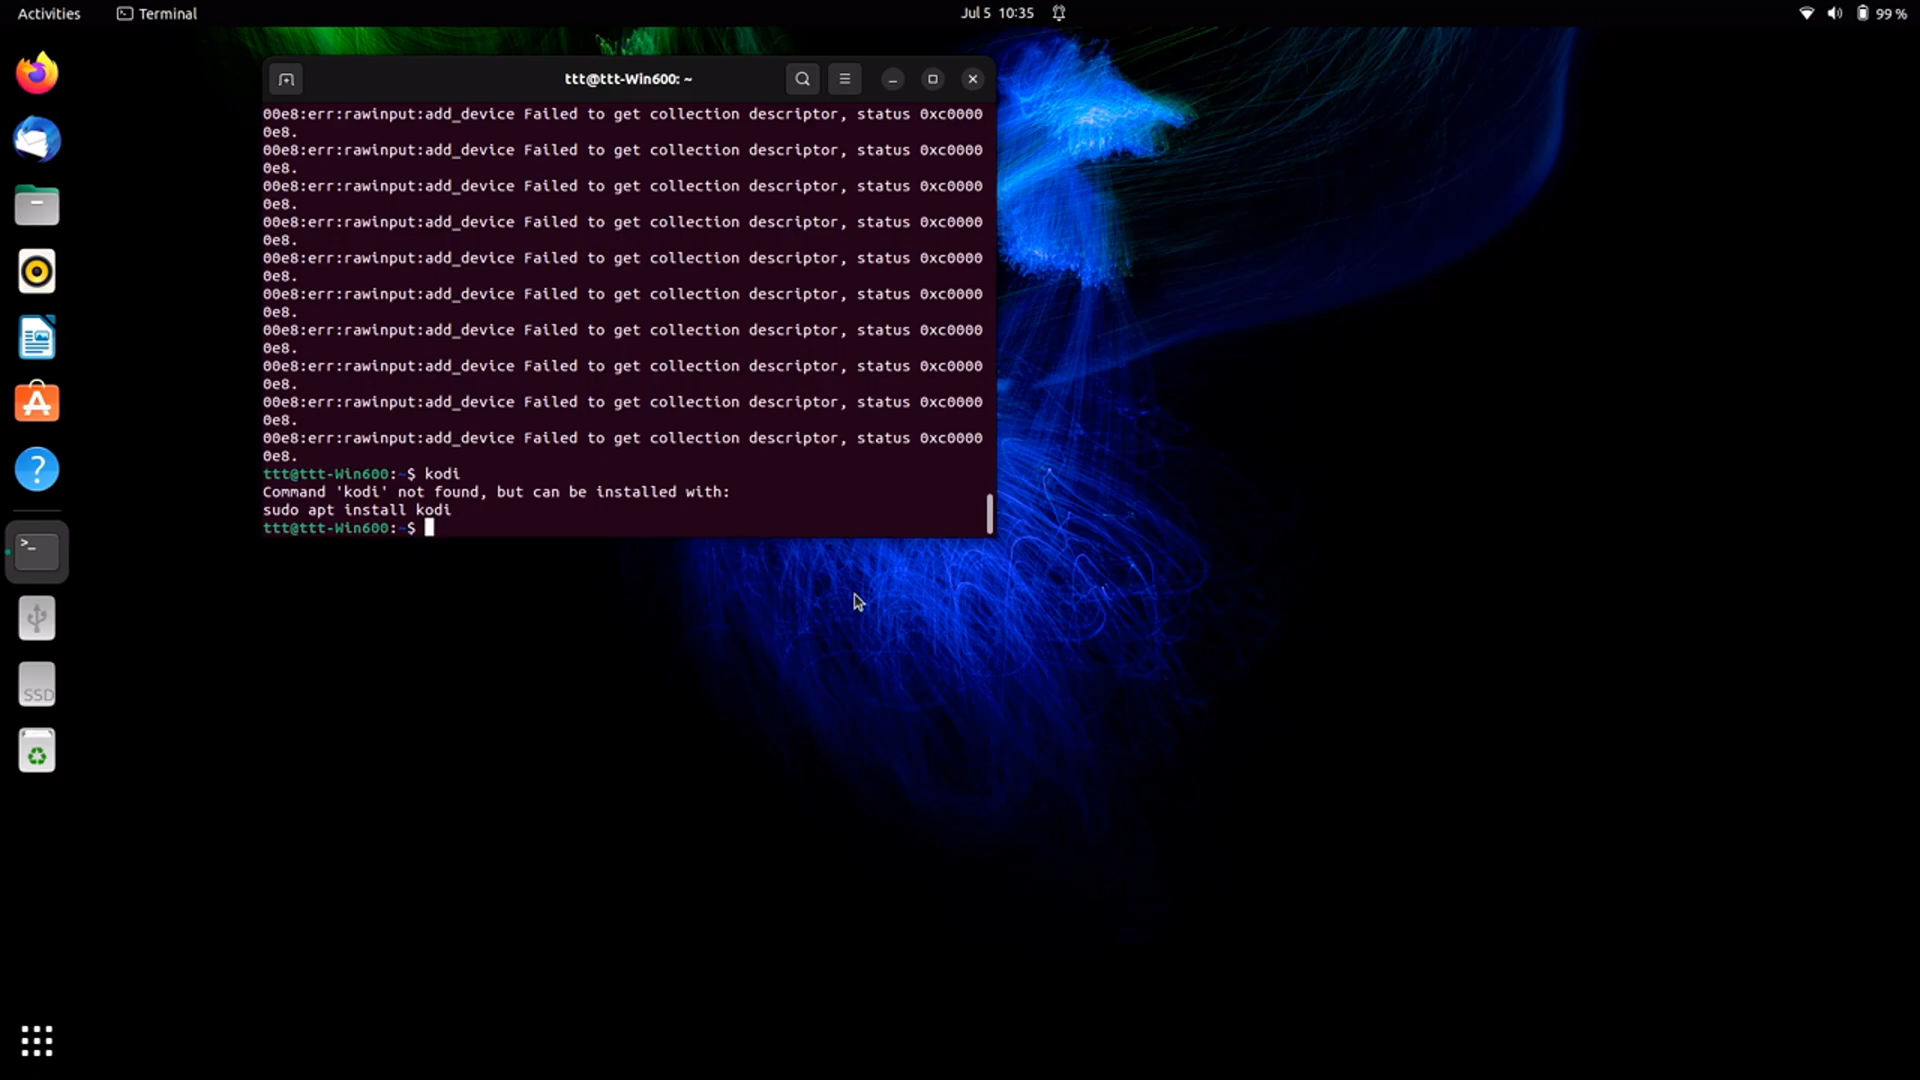 Activities
Terminal
Jul 5 10:35
99 %
ttt@ttt-Win600: ~
00e8:err:rawinput:add_device Failed to get collection descriptor, status 0xc0000
0e8.
00e8:err:rawinput:add_device Failed to get collection descriptor, status 0xc0000
0e8.
00e8:err:rawinput:add_device Failed to get collection descriptor, status 0xc0000
0e8.
00e8:err:rawinput:add_device Failed to get collection descriptor, status 0xc0000
0e8.
00e8:err:rawinput:add_device Failed to get collection descriptor, status 0xc0000
0e8.
00e8:err:rawinput:add_device Failed to get collection descriptor, status 0xc0000
0e8.
00e8:err:rawinput:add_device Failed to get collection descriptor, status 0xc0000
0e8.
00e8:err:rawinput:add_device Failed to get collection descriptor, status 0xc0000
0e8.
00e8:err:rawinput:add_device Failed to get collection descriptor, status 0xc0000
0e8.
00e8:err:rawinput:add_device Failed to get collection descriptor, status 0xc0000
0e8.
ttt@ttt-Win600:~$ kodi
Command 'kodi' not found, but can be installed with:
sudo apt install kodi
ttt@ttt-Win600:~$
SSD